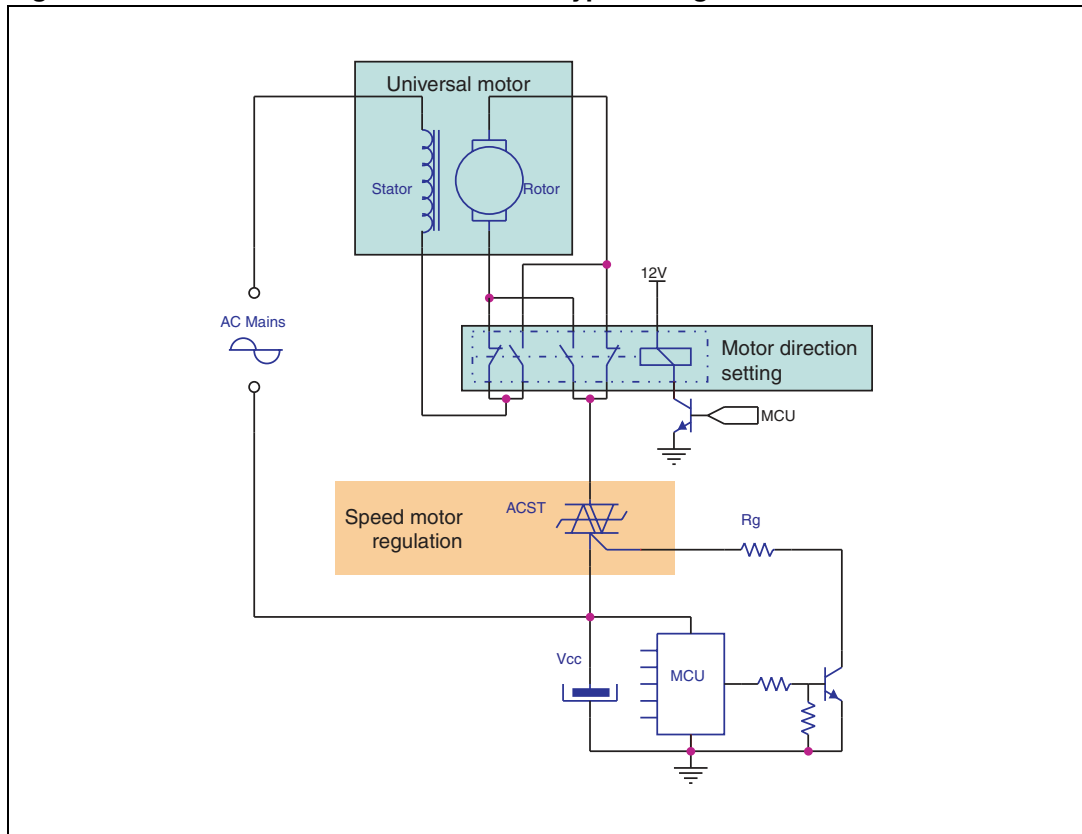 Universal motor
Stator
Rotor
12V
AC Mains
Motor direction
setting
MCU
ACST
Speed motor
regulation
Rg
Vcc
MCU